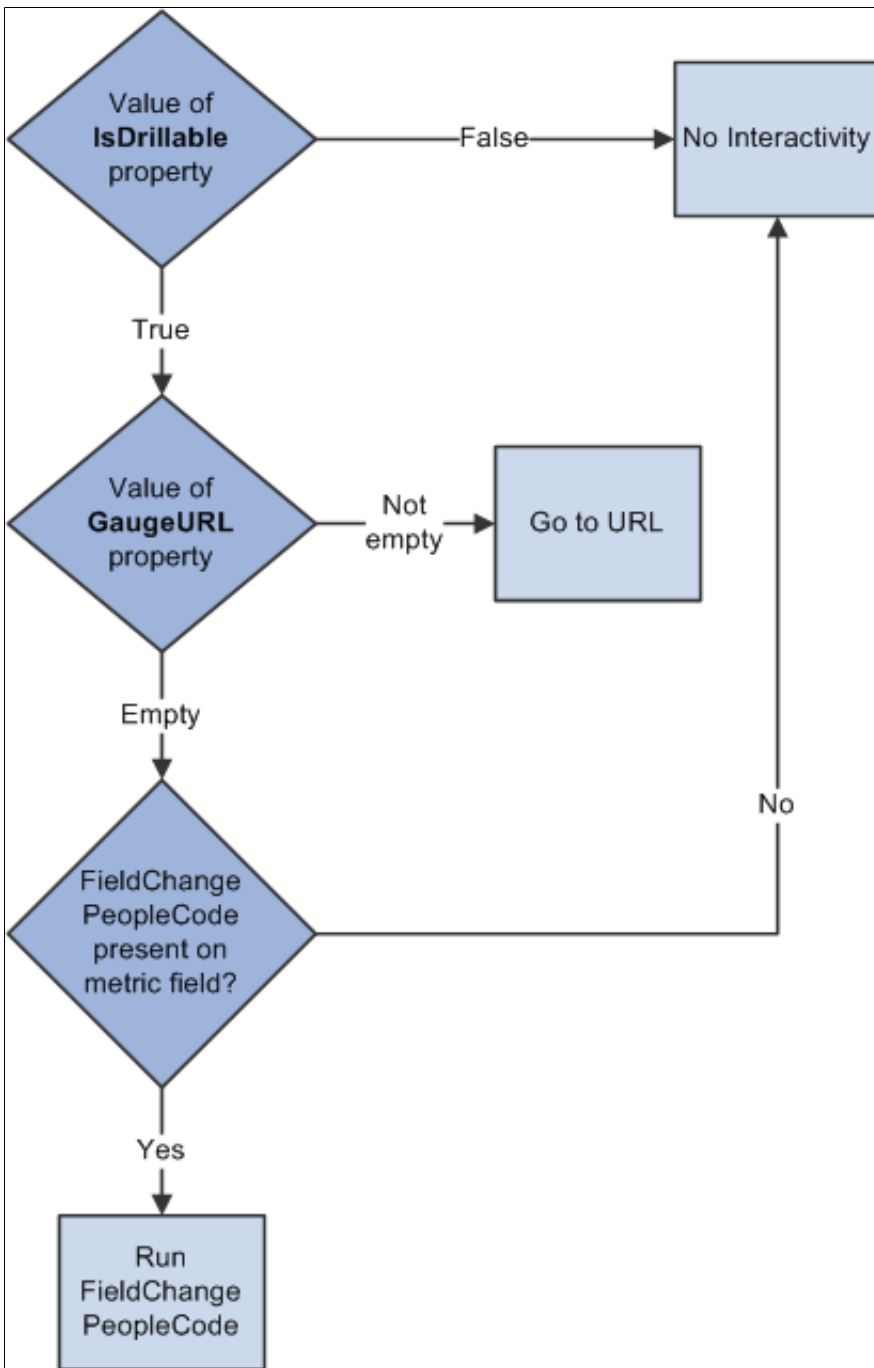 Value of
IsDrillable
property
False
No Interactivity
True
Value of
GaugeURL
property
Not
empty
Go to URL
Empty
FieldChange
PeopleCode
present on
metric field?
No
Yes
Run
FieldChange
PeopleCode